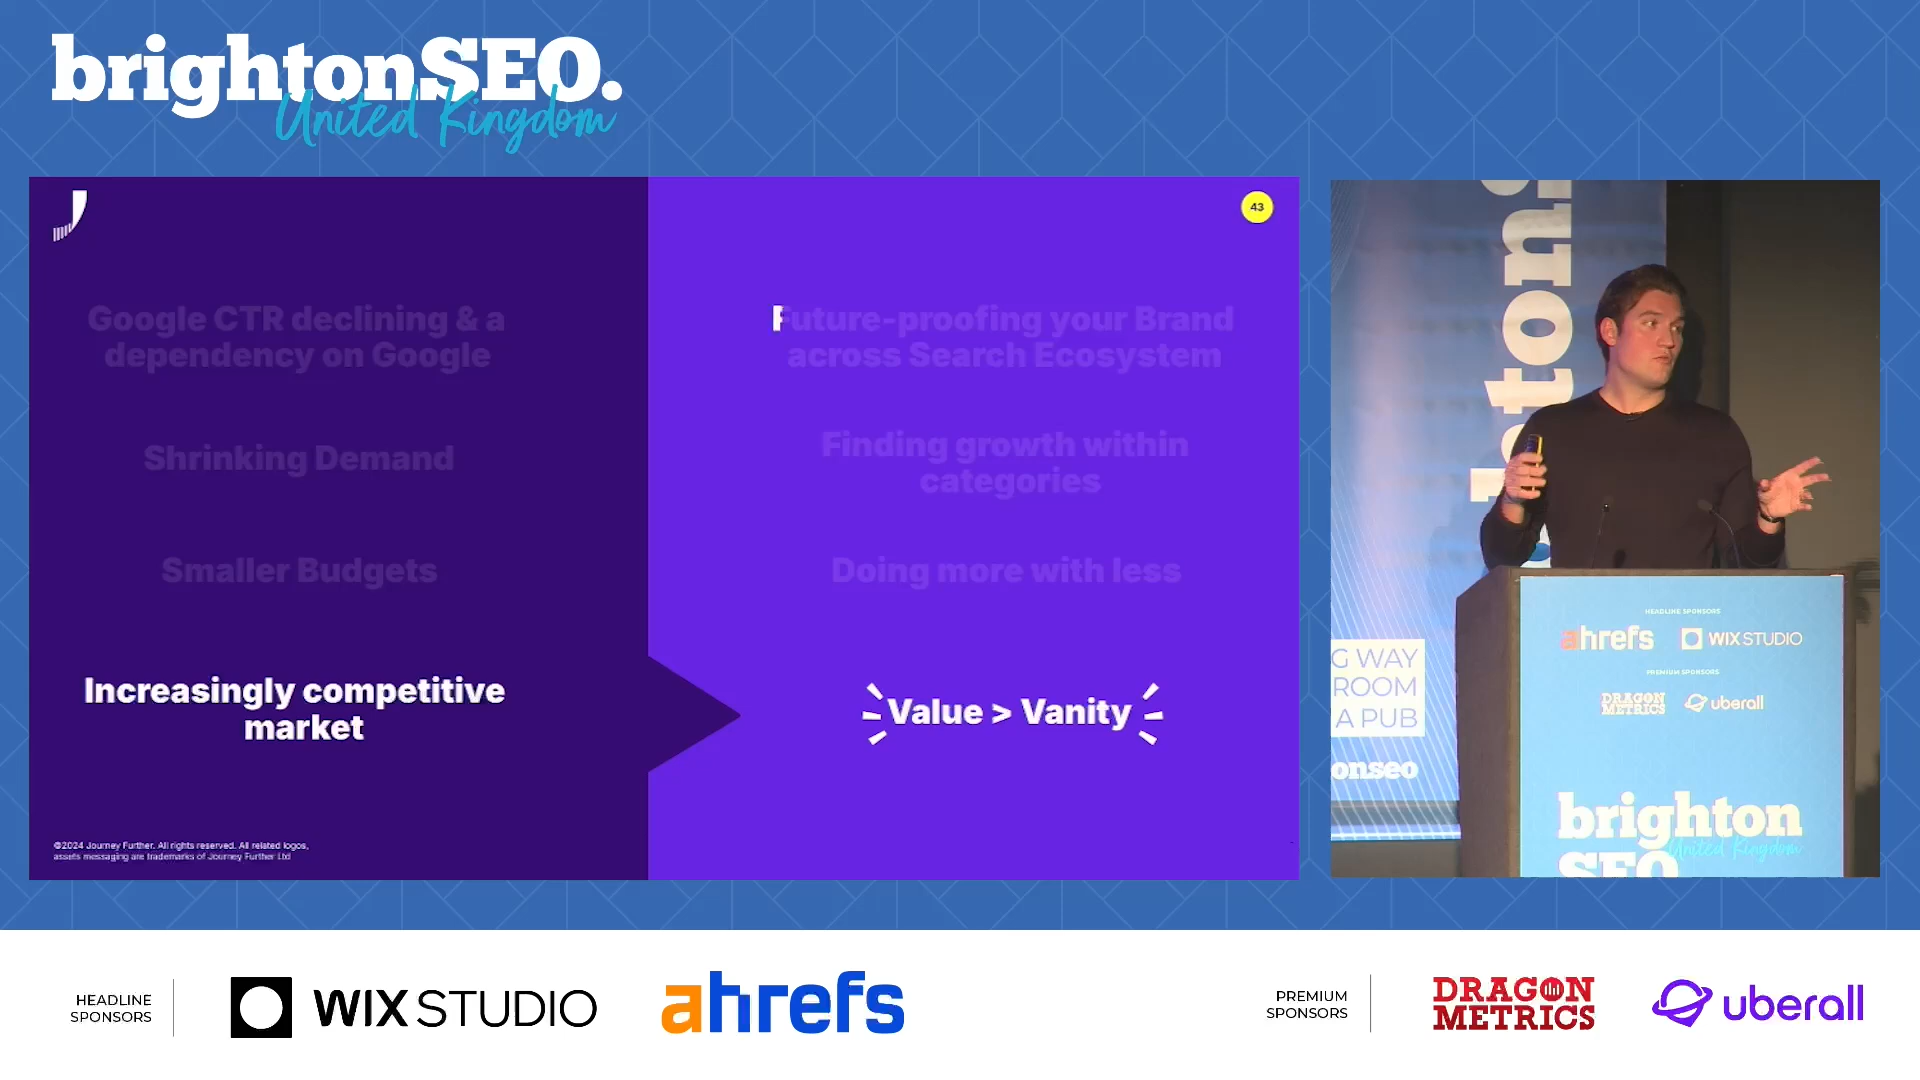 brightonSEO.
United Kingdom
43
Google CTR declining & a
dependency on Google
Future-proofing your Brand
across Search Ecosystem
Shrinking Demand
Finding growth within
categories
Smaller Budgets
Doing more with less
Increasingly competitive
market
Value > Vanity
©2024 Journey Further. All rights reserved. All related logos,
assets messaging are trademarks of Journey Further Ltd
G WAY
ROOM
A PUB
onseo
HEADLINE SPONSORS
ahrefs
WIX STUDIO
PREMIUM SPONSORS
DRAGON
METRICS
uberall
brighton
SEO
United Kingdom
HEADLINE
SPONSORS
WIX STUDIO
ahrefs
PREMIUM
SPONSORS
DRAGON
METRICS
uberall